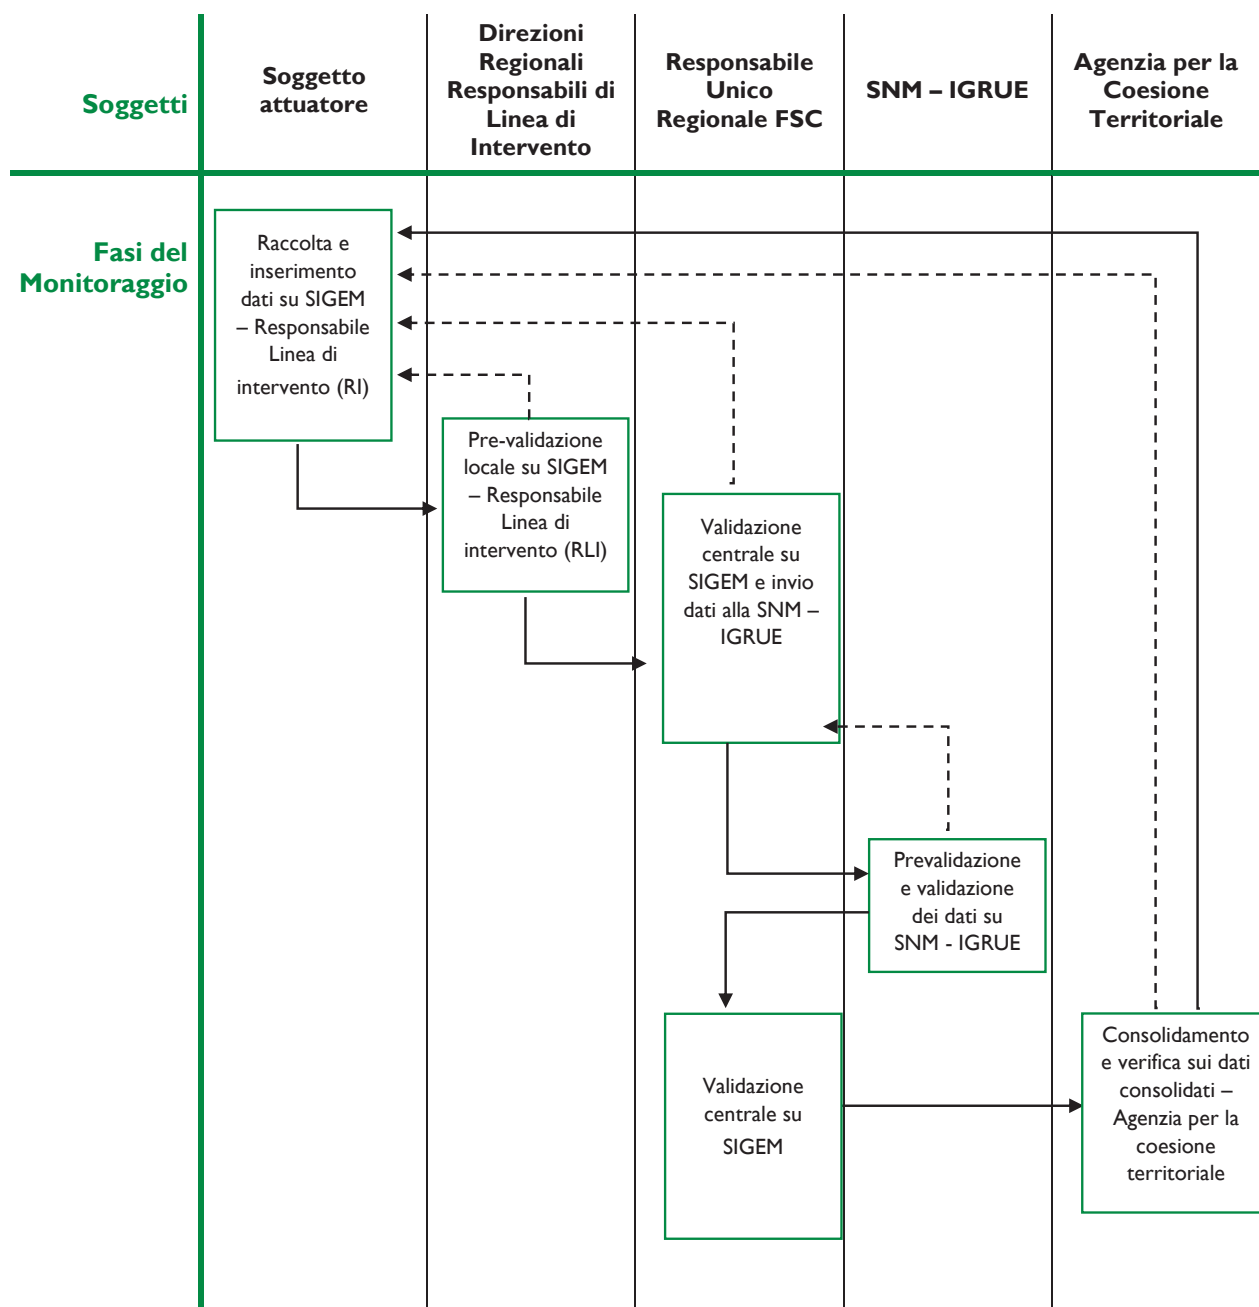 Soggetti
Soggetto
attuatore
Direzioni
Regionali
Responsabili di
Linea di
Intervento
Responsabile
Unico
Regionale FSC
SNM – IGRUE
Agenzia per la
Coesione
Territoriale
Fasi del
Monitoraggio
Raccolta e
inserimento
dati su SIGEM
– Responsabile
Linea di
intervento (RI)
Pre-validazione
locale su SIGEM
– Responsabile
Linea di
intervento (RLI)
Validazione
centrale su
SIGEM e invio
dati alla SNM –
IGRUE
Prevalidazione
e validazione
dei dati su
SNM - IGRUE
Validazione
centrale su
SIGEM
Consolidamento
e verifica sui dati
consolidati –
Agenzia per la
coesione
territoriale